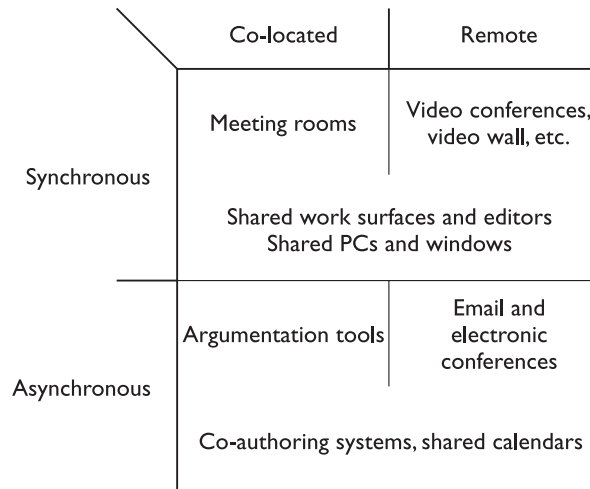 Co-located
Remote
Synchronous
Meeting rooms
Video conferences,
video wall, etc.
Shared work surfaces and editors
Shared PCs and windows
Asynchronous
Argumentation tools
Email and
electronic
conferences
Co-authoring systems, shared calendars